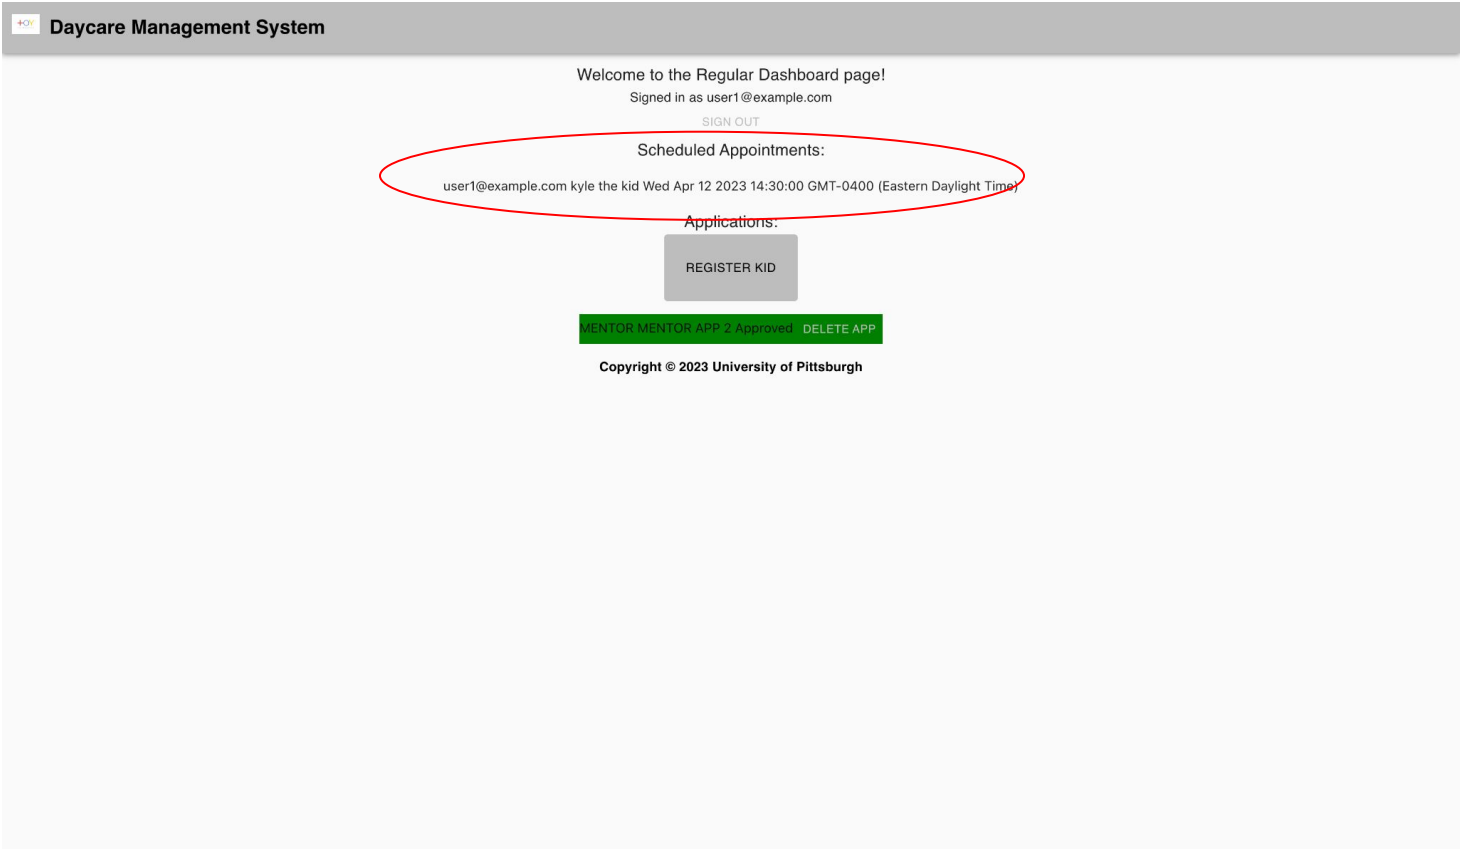 Daycare Management System
Welcome to the Regular Dashboard page!
Signed in as user1@example.com
SIGN OUT
Scheduled Appointments:
user1@example.com kyle the kid Wed Apr 12 2023 14:30:00 GMT-0400 (Eastern Daylight Time)
Applications:
REGISTER KID
MENTOR MENTOR APP 2 Approved DELETE APP
Copyright © 2023 University of Pittsburgh